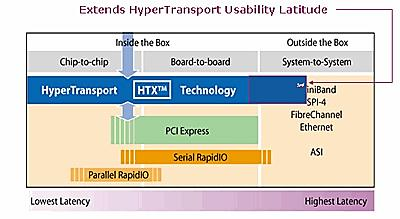 Extends HyperTransport Usability Latitude
Inside the Box
Outside the Box
Chip-to-chip
Board-to-board
System-to-System
HyperTransport
HTX™
Technology
iniBand
SPI-4
FibreChannel
Ethernet
ASI
PCI Express
Serial RapidIO
Parallel RapidIO
Lowest Latency
Highest Latency